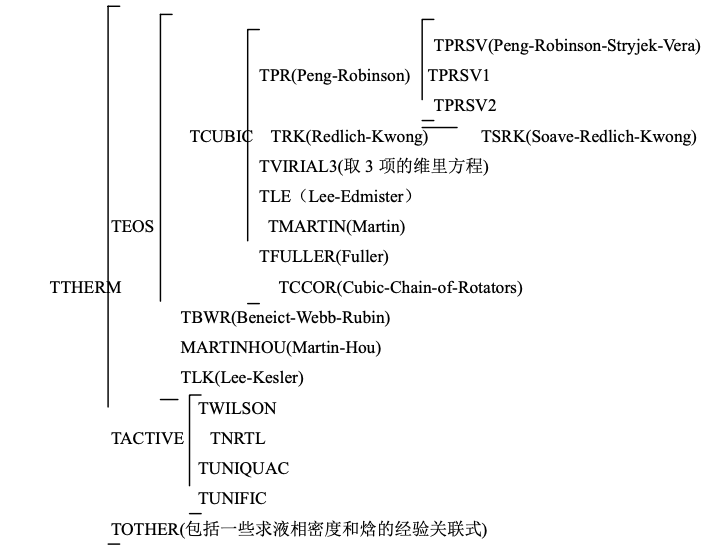 TPRSV(Peng-Robinson-Stryjek-Vera)
TPR(Peng-Robinson) TPRSV1
TPRSV2
TCUBIC TRK(Redlich-Kwong) TSRK(Soave-Redlich-Kwong)
TVIRIAL3(取 3 项的维里方程)
TLE（Lee-Edmister）
TEOS TMARTIN(Martin)
TFULLER(Fuller)
TTHERM TCCOR(Cubic-Chain-of-Rotators)
TBWR(Beneict-Webb-Rubin)
MARTINHOU(Martin-Hou)
TLK(Lee-Kesler)
TWILSON
TACTIVE TNRTL
TUNIQUAC
TUNIFIC
TOTHER(包括一些求液相密度和焓的经验关联式)